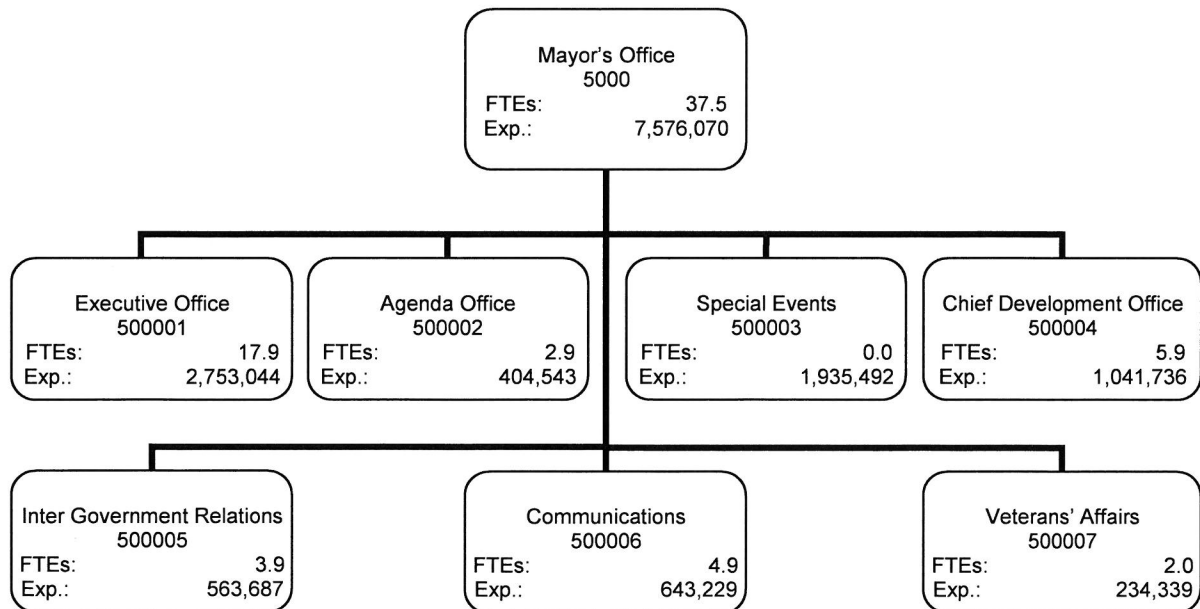 Mayor's Office
5000
FTEs: 37.5
Exp.: 7,576,070
Executive Office
500001
FTEs: 17.9
Exp.: 2,753,044
Agenda Office
500002
FTEs: 2.9
Exp.: 404,543
Special Events
500003
FTEs: 0.0
Exp.: 1,935,492
Chief Development Office
500004
FTEs: 5.9
Exp.: 1,041,736
Inter Government Relations
500005
FTEs: 3.9
Exp.: 563,687
Communications
500006
FTEs: 4.9
Exp.: 643,229
Veterans' Affairs
500007
FTEs: 2.0
Exp.: 234,339